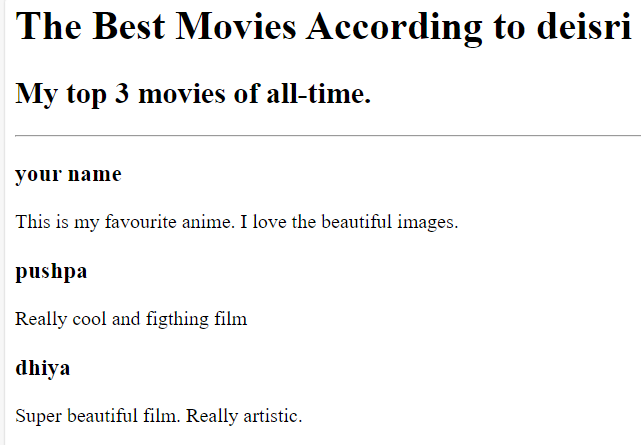 The Best Movies According to deisri
My top 3 movies of all-time.
your name
This is my favourite anime. I love the beautiful images.
pushpa
Really cool and figthing film
dhiya
Super beautiful film. Really artistic.